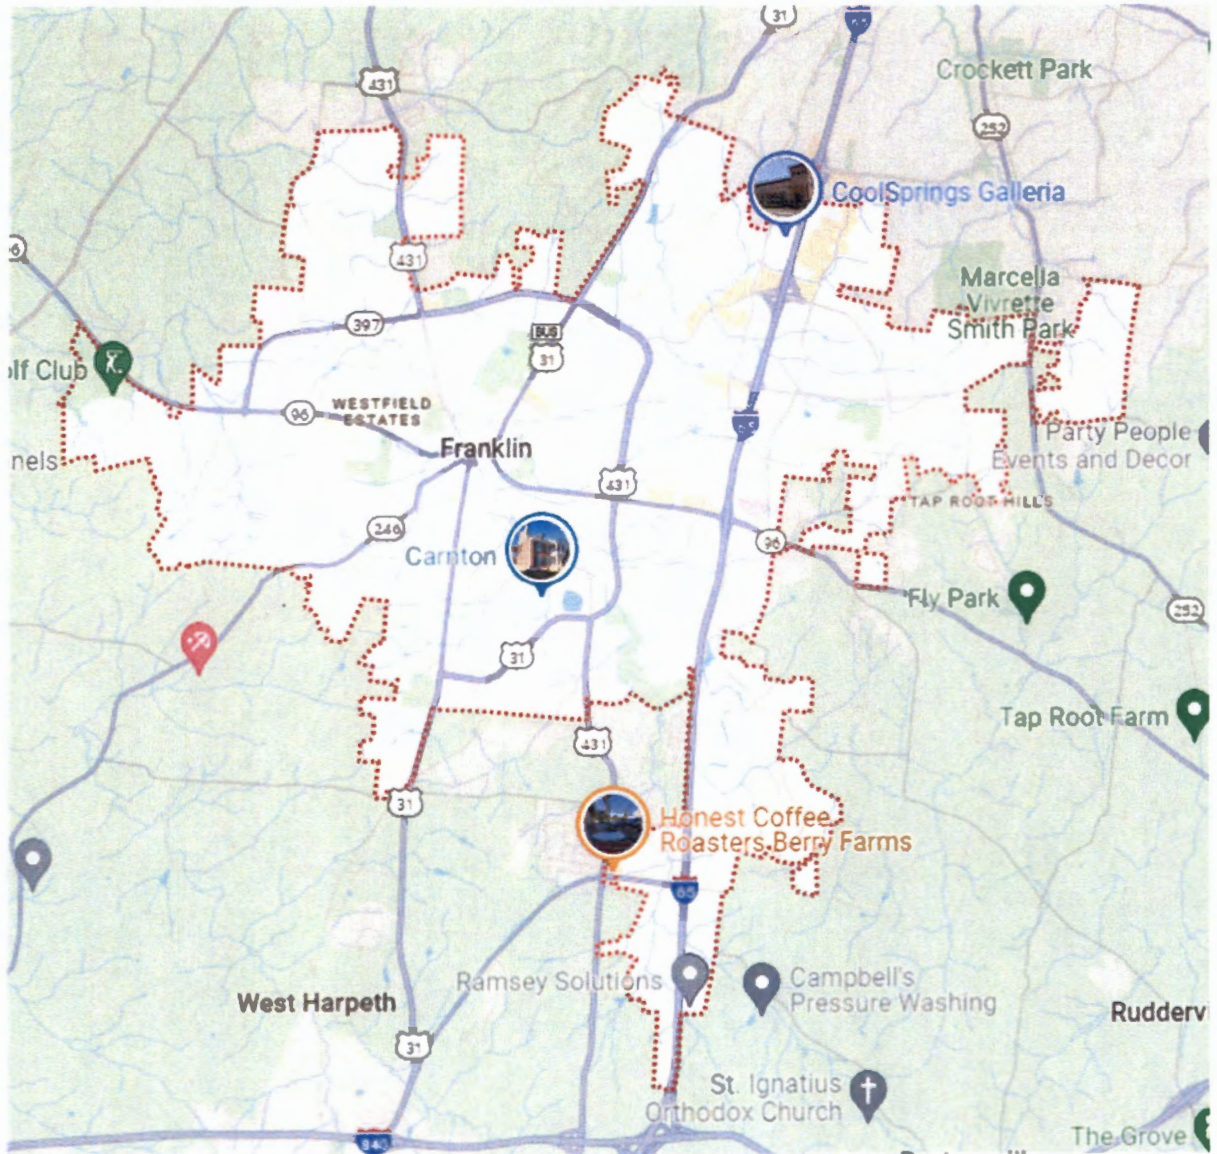 31
Crockett Park
431
252
CoolSprings Galleria
431
Marcella
Vivrette
Smith Park
397
BUS
31
lf Club
96
WESTFIELD
ESTATES
Franklin
Party People
Events and Decor
nels
431
TAP ROOT HILLS
246
96
Carnton
Fly Park
252
31
Tap Root Farm
431
31
Honest Coffee
Roasters Berry Farms
65
Ramsey Solutions
Campbell's
Pressure Washing
West Harpeth
Ruddervi
31
St. Ignatius
Orthodox Church
840
The Grove